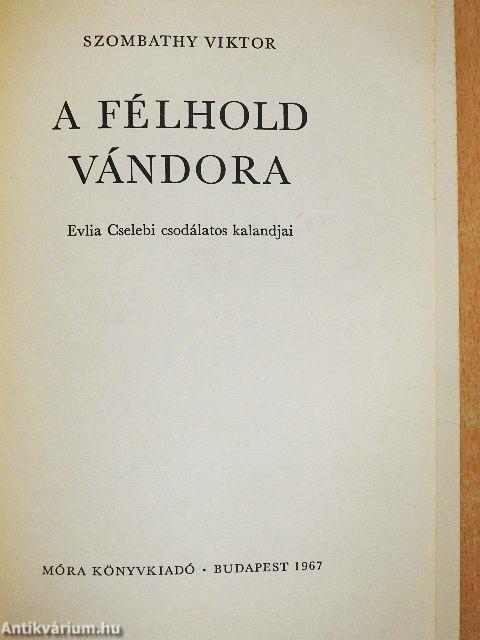 SZOMBATHY VIKTOR
A FÉLHOLD
VÁNDORA
Evlia Cselebi csodálatos kalandjai
MÓRA KÖNYVKIADÓ • BUDAPEST 1967
Antikvárium.hu